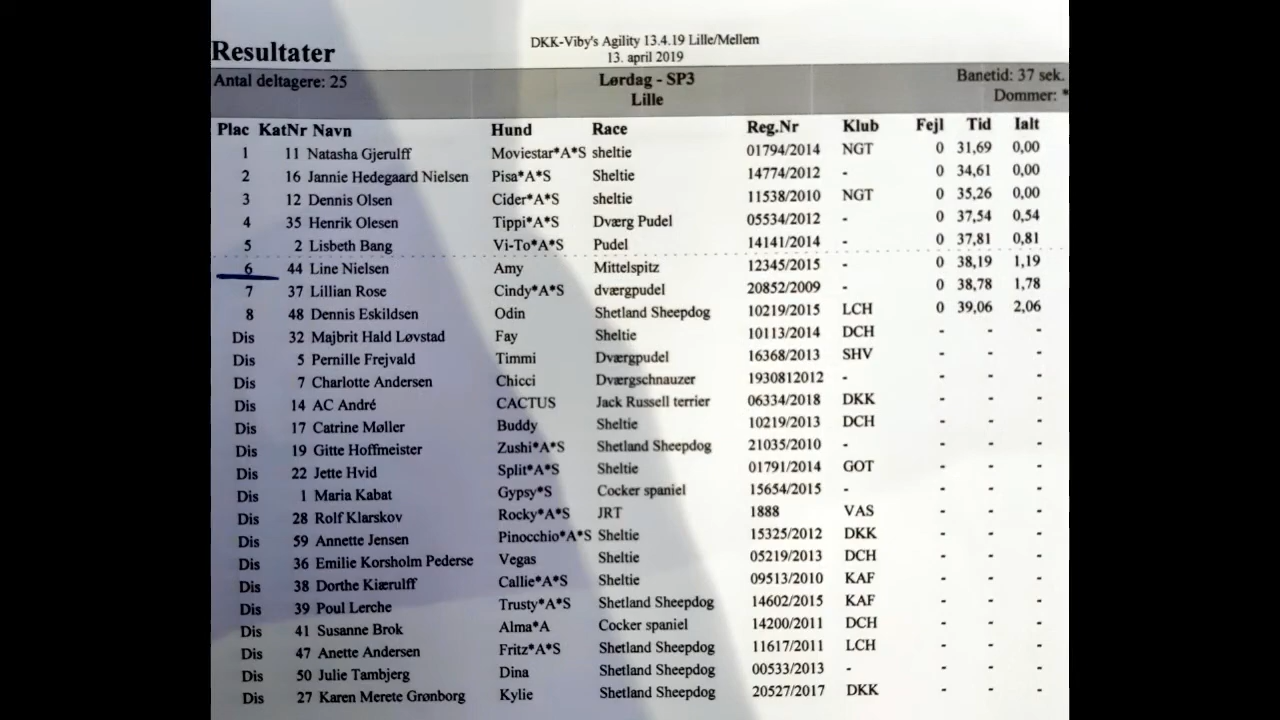 DKK-Viby's Agility 13.4.19 Lille/Mellem
Resultater
13. april 2019
Antal deltagere: 25 Lørdag - SP3 Banetid: 37 sek.
Lille Dommer: *
Plac KatNr Navn Hund Race Reg.Nr Klub Fejl Tid Ialt
1 11 Natasha Gjerulff Moviestar*A*S sheltie 01794/2014 NGT 0 31,69 0,00
2 16 Jannie Hedegaard Nielsen Pisa*A*S Sheltie 14774/2012 - 0 34,61 0,00
3 12 Dennis Olsen Cider*A*S sheltie 11538/2010 NGT 0 35,26 0,00
4 35 Henrik Olesen Tippi*A*S Dværg Pudel 05534/2012 - 0 37,54 0,54
5 2 Lisbeth Bang Vi-To*A*S Pudel 14141/2014 - 0 37,81 0,81
6 44 Line Nielsen Amy Mittelspitz 12345/2015 - 0 38,19 1,19
7 37 Lillian Rose Cindy*A*S dværgpudel 20852/2009 - 0 38,78 1,78
8 48 Dennis Eskildsen Odin Shetland Sheepdog 10219/2015 LCH 0 39,06 2,06
Dis 32 Majbrit Hald Løvstad Fay Sheltie 10113/2014 DCH - - -
Dis 5 Pernille Frejvald Timmi Dværgpudel 16368/2013 SHV - - -
Dis 7 Charlotte Andersen Chicci Dværgschnauzer 1930812012 - - - -
Dis 14 AC André CACTUS Jack Russell terrier 06334/2018 DKK - - -
Dis 17 Catrine Møller Buddy Sheltie 10219/2013 DCH - - -
Dis 19 Gitte Hoffmeister Zushi*A*S Shetland Sheepdog 21035/2010 - - - -
Dis 22 Jette Hvid Split*A*S Sheltie 01791/2014 GOT - - -
Dis 1 Maria Kabat Gypsy*S Cocker spaniel 15654/2015 - - - -
Dis 28 Rolf Klarskov Rocky*A*S JRT 1888 VAS - - -
Dis 59 Annette Jensen Pinocchio*A*S Sheltie 15325/2012 DKK - - -
Dis 36 Emilie Korsholm Pederse Vegas Sheltie 05219/2013 DCH - - -
Dis 38 Dorthe Kiærulff Callie*A*S Sheltie 09513/2010 KAF - - -
Dis 39 Poul Lerche Trusty*A*S Shetland Sheepdog 14602/2015 KAF - - -
Dis 41 Susanne Brok Alma*A Cocker spaniel 14200/2011 DCH - - -
Dis 47 Anette Andersen Fritz*A*S Shetland Sheepdog 11617/2011 LCH - - -
Dis 50 Julie Tambjerg Dina Shetland Sheepdog 00533/2013 - - - -
Dis 27 Karen Merete Grønborg Kylie Shetland Sheepdog 20527/2017 DKK - - -